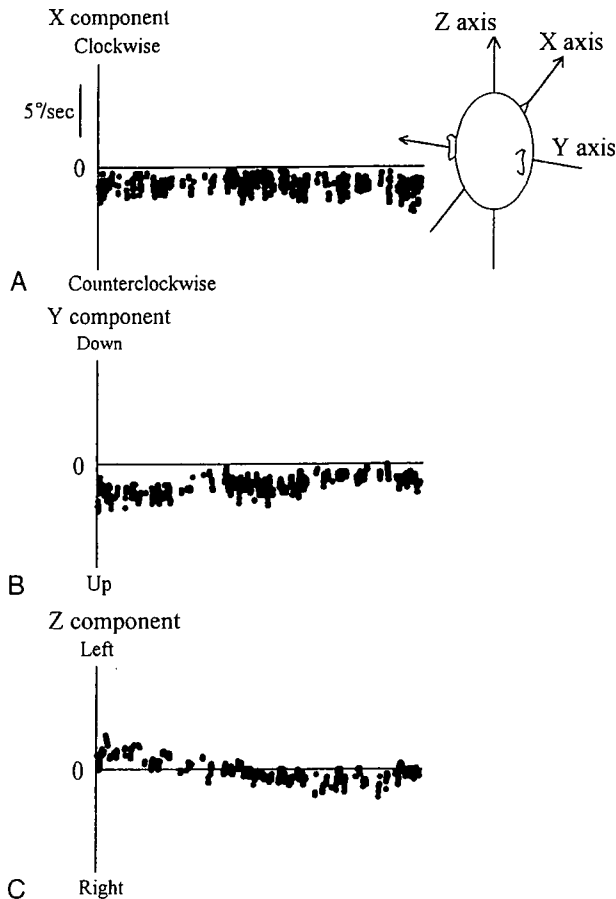 X component
Clockwise
Z axis
X axis
5°/sec
0
Y axis
A
Counterclockwise
Y component
Down
0
B
Up
Z component
Left
0
C
Right